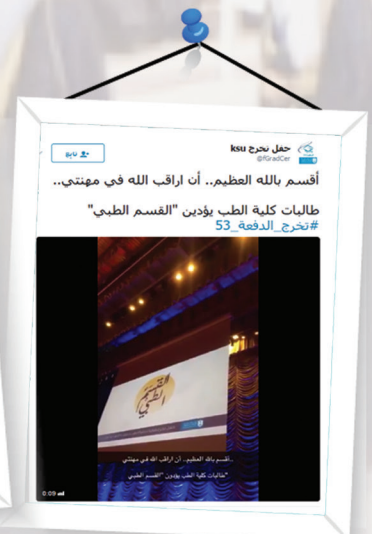 حفل تخرج ksu
@fGradCer
تابع
أقسم بالله العظيم.. أن اراقب الله في مهنتي..
طالبات كلية الطب يؤدين "القسم الطبي"
#تخرج_الدفعة_53
القسم الطبي
..أقسم بالله العظيم.. أن اراقب الله في مهنتي
"طالبات كلية الطب يؤدون "القسم الطبي
0:09